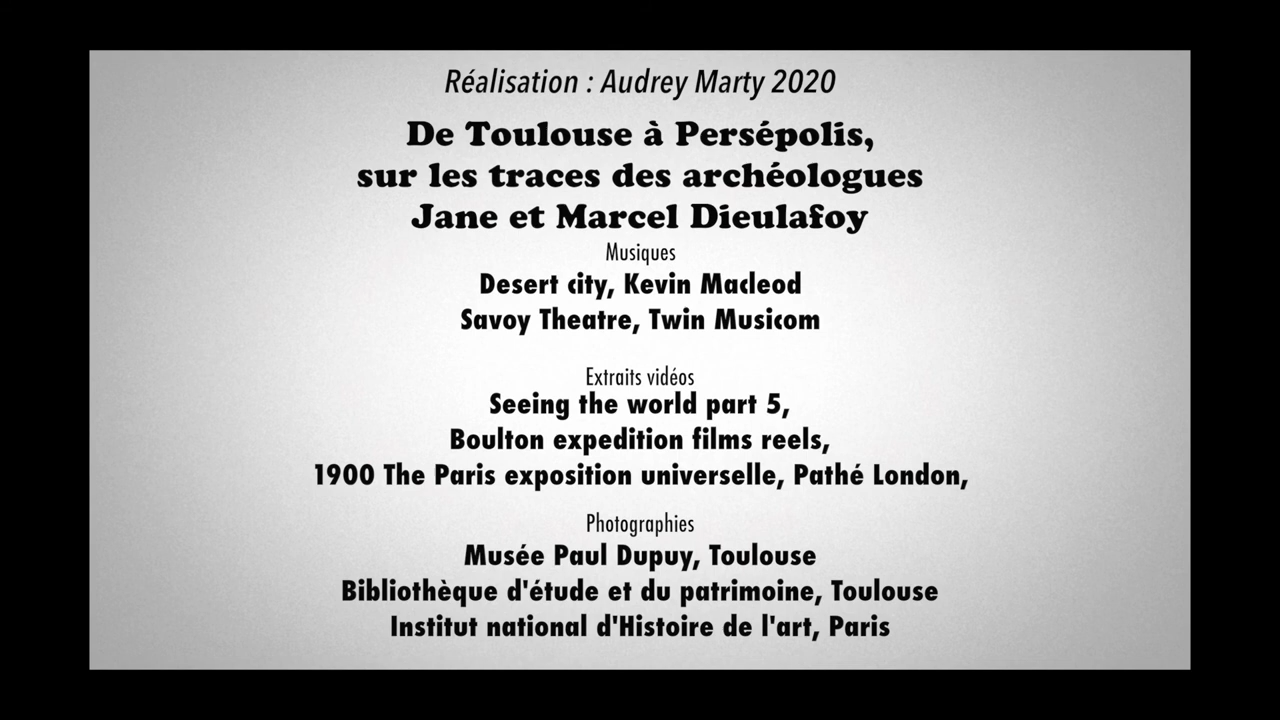 Réalisation : Audrey Marty 2020
De Toulouse à Persépolis,
sur les traces des archéologues
Jane et Marcel Dieulafoy
Musiques
Desert city, Kevin Macleod
Savoy Theatre, Twin Musicom
Extraits vidéos
Seeing the world part 5,
Boulton expedition films reels,
1900 The Paris exposition universelle, Pathé London,
Photographies
Musée Paul Dupuy, Toulouse
Bibliothèque d'étude et du patrimoine, Toulouse
Institut national d'Histoire de l'art, Paris